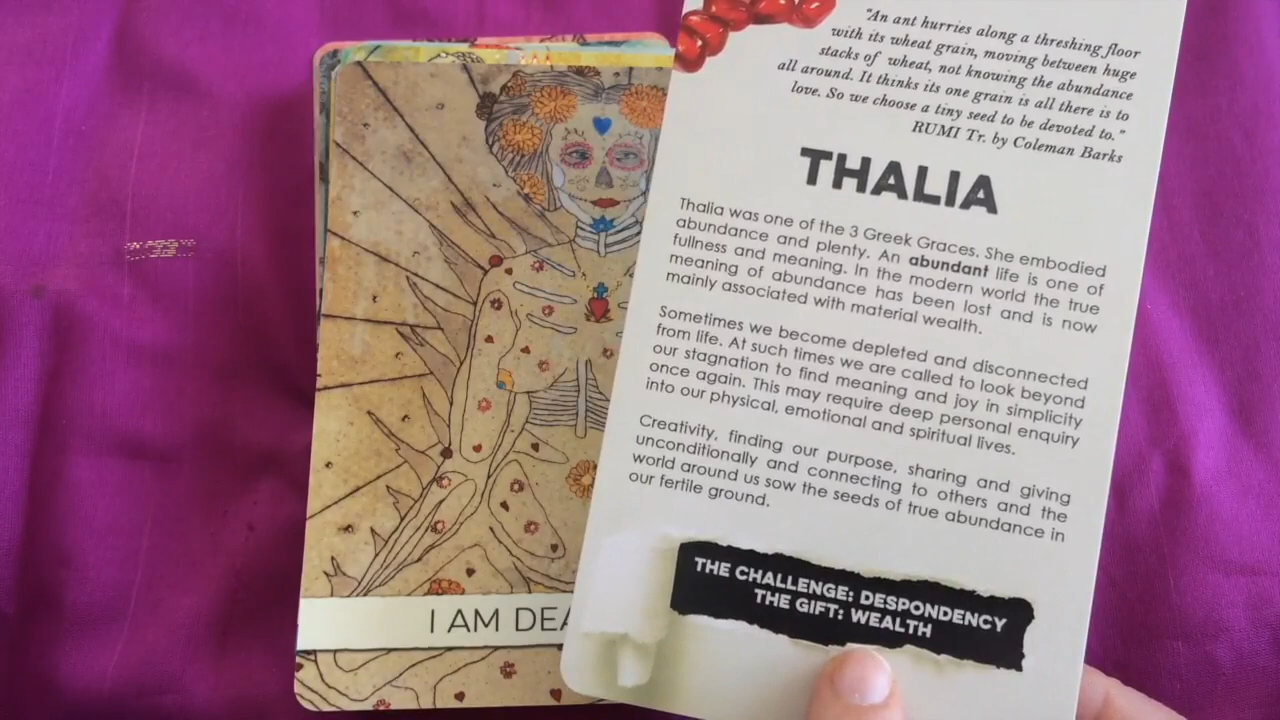 "An ant hurries along a threshing floor
with its wheat grain, moving between huge
stacks of wheat, not knowing the abundance
all around. It thinks its one grain is all there is to
love. So we choose a tiny seed to be devoted to."
RUMI Tr. by Coleman Barks
THALIA
Thalia was one of the 3 Greek Graces. She embodied
abundance and plenty. An abundant life is one of
fullness and meaning. In the modern world the true
meaning of abundance has been lost and is now
mainly associated with material wealth.
Sometimes we become depleted and disconnected
from life. At such times we are called to look beyond
our stagnation to find meaning and joy in simplicity
once again. This may require deep personal enquiry
into our physical, emotional and spiritual lives.
Creativity, finding our purpose, sharing and giving
unconditionally and connecting to others and the
world around us sow the seeds of true abundance in
our fertile ground.
THE CHALLENGE: DESPONDENCY
THE GIFT: WEALTH
I AM DEA